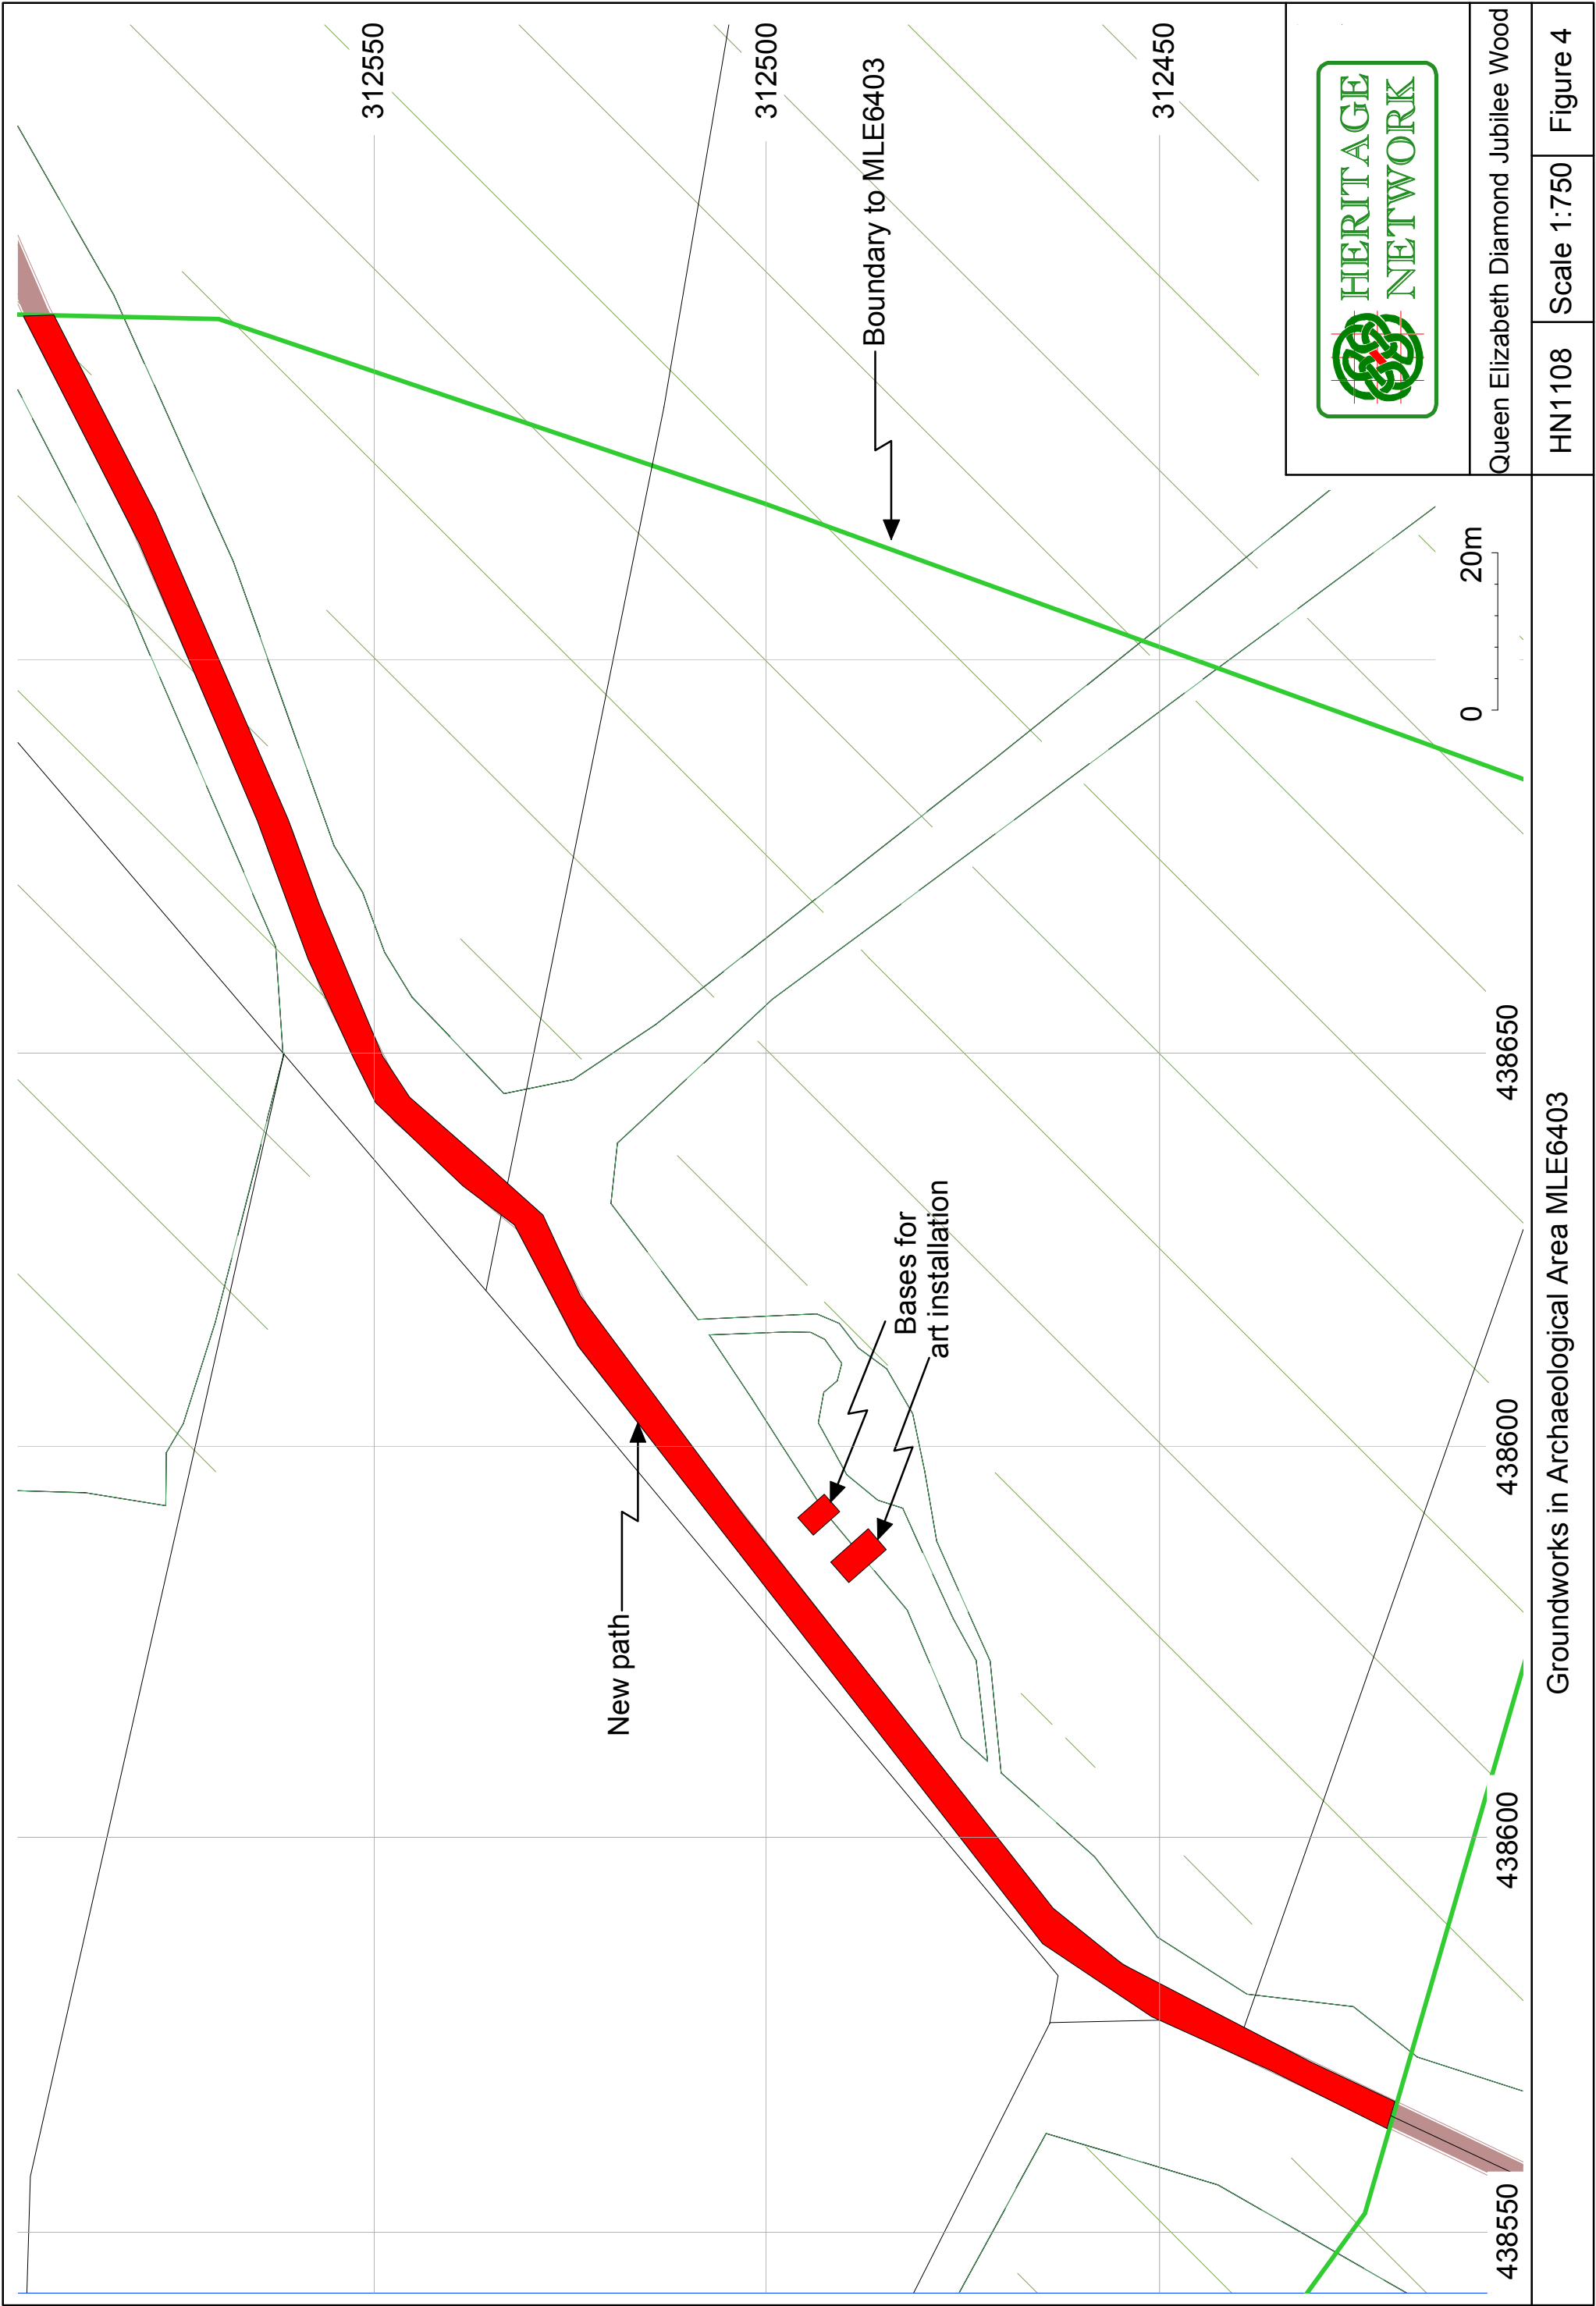 312550
312500
312450
Boundary to MLE6403
New path
Bases for
art installation
0
20m
438550
438600
438600
438650
HERITAGE
NETWORK
Queen Elizabeth Diamond Jubilee Wood
Groundworks in Archaeological Area MLE6403
HN1108
Scale 1:750
Figure 4